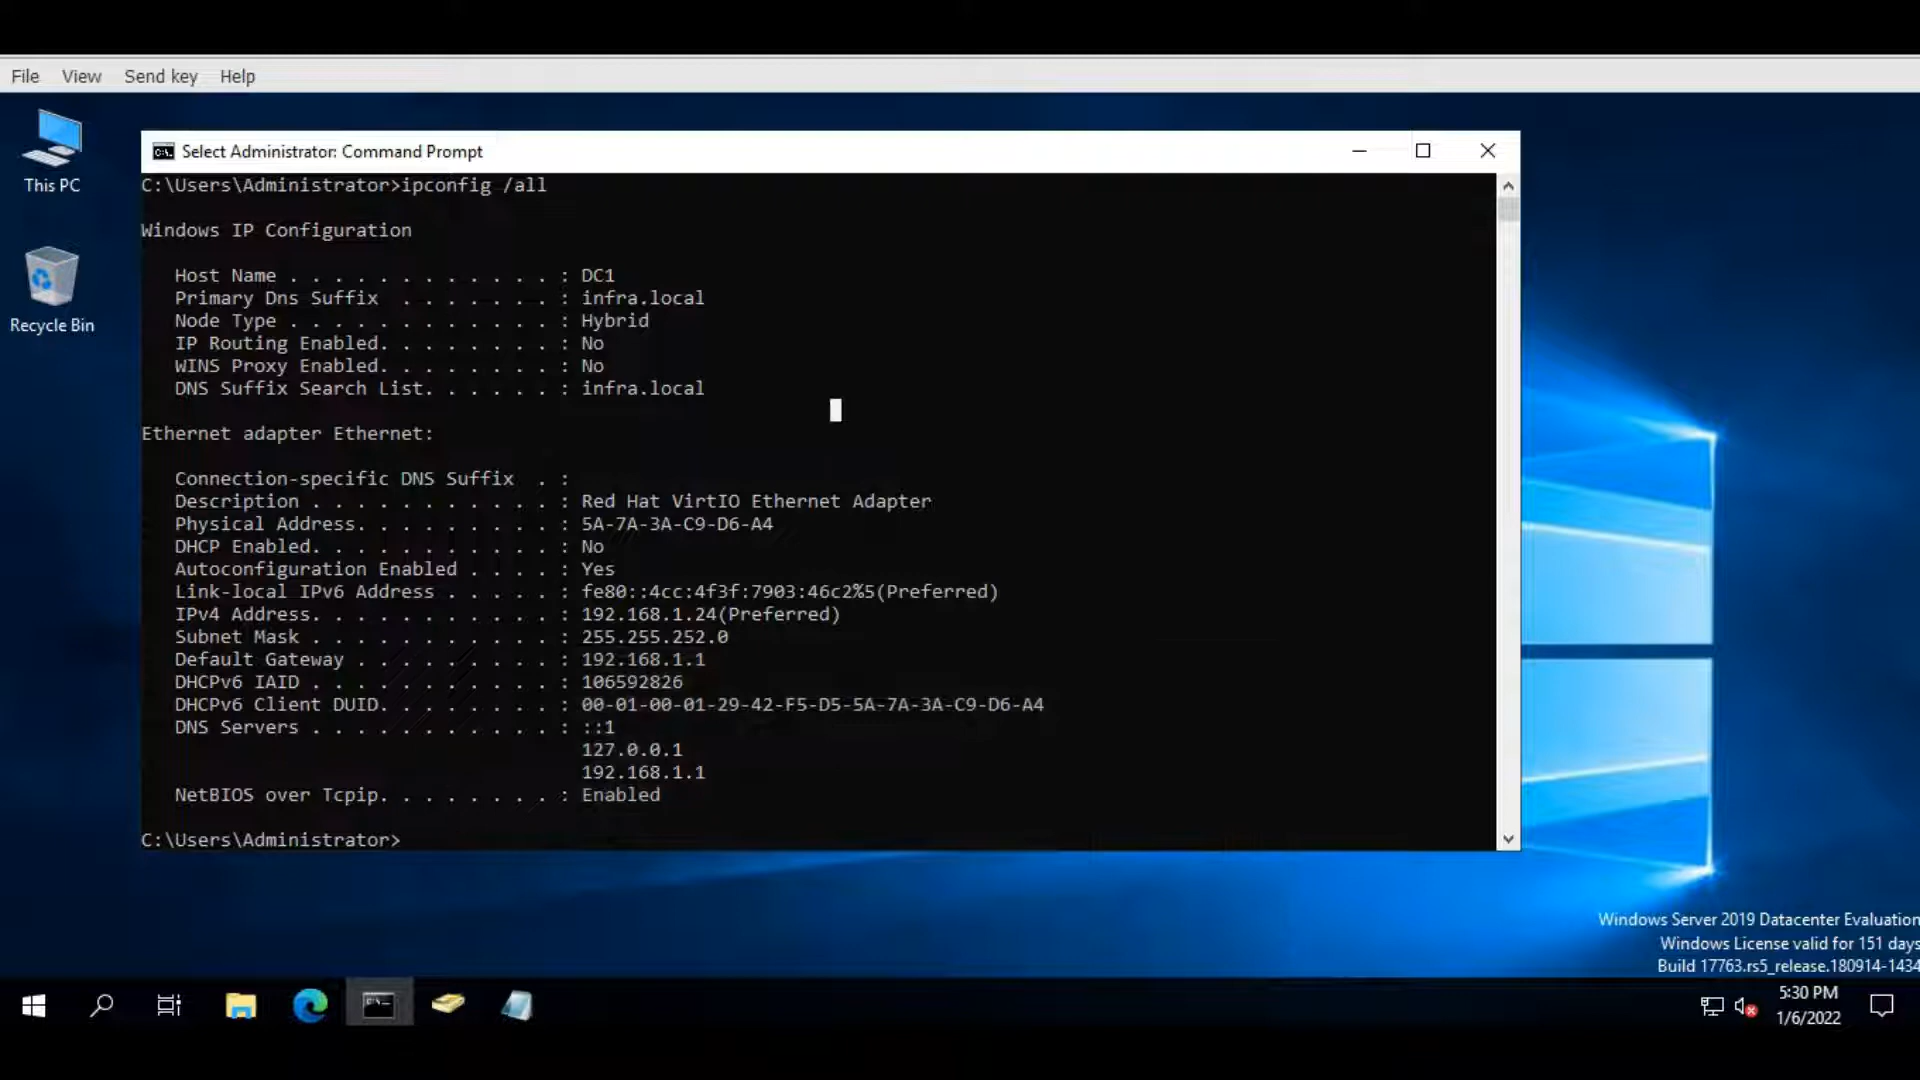 File View Send key Help
This PC
Recycle Bin
Select Administrator: Command Prompt
C:\Users\Administrator>ipconfig /all
Windows IP Configuration
Host Name . . . . . . . . . . . . : DC1
Primary Dns Suffix  . . . . . . . : infra.local
Node Type . . . . . . . . . . . . : Hybrid
IP Routing Enabled. . . . . . . . : No
WINS Proxy Enabled. . . . . . . . : No
DNS Suffix Search List. . . . . . : infra.local
Ethernet adapter Ethernet:
Connection-specific DNS Suffix  . :
Description . . . . . . . . . . . : Red Hat VirtIO Ethernet Adapter
Physical Address. . . . . . . . . : 5A-7A-3A-C9-D6-A4
DHCP Enabled. . . . . . . . . . . : No
Autoconfiguration Enabled . . . . : Yes
Link-local IPv6 Address . . . . . : fe80::4cc:4f3f:7903:46c2%5(Preferred)
IPv4 Address. . . . . . . . . . . : 192.168.1.24(Preferred)
Subnet Mask . . . . . . . . . . . : 255.255.252.0
Default Gateway . . . . . . . . . : 192.168.1.1
DHCPv6 IAID . . . . . . . . . . . : 106592826
DHCPv6 Client DUID. . . . . . . . : 00-01-00-01-29-42-F5-D5-5A-7A-3A-C9-D6-A4
DNS Servers . . . . . . . . . . . : ::1
127.0.0.1
192.168.1.1
NetBIOS over Tcpip. . . . . . . . : Enabled
C:\Users\Administrator>
Windows Server 2019 Datacenter Evaluation
Windows License valid for 151 days
Build 17763.rs5_release.180914-1434
5:30 PM
1/6/2022